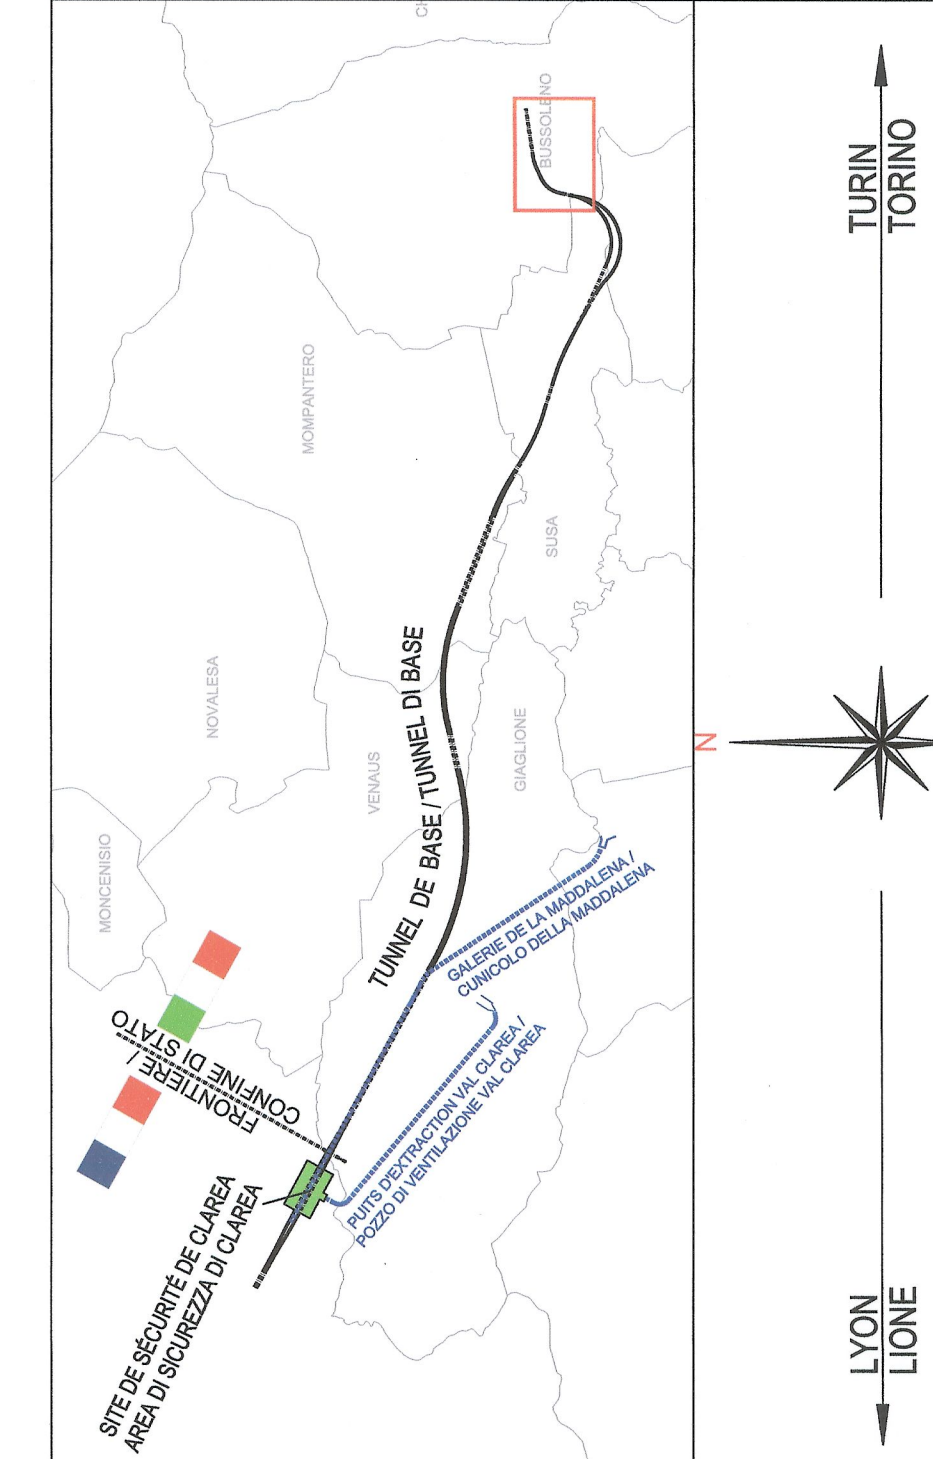 SITE DE SÉCURITÉ DE CLAREA
AREA DI SICUREZZA DI CLAREA
FRONTIERE /
CONFINE DI STATO
MONCENISIO
NOVALESA
VENAUS
MOMPANTERO
GIAGLIONE
SUSA
BUSSOLENO
CH
TUNNEL DE BASE / TUNNEL DI BASE
GALERIE DE LA MADDALENA /
CUNICOLO DELLA MADDALENA
PUITS D'EXTRACTION VAL CLAREA /
POZZO DI VENTILAZIONE VAL CLAREA
N
LYON
LIONE
TURIN
TORINO